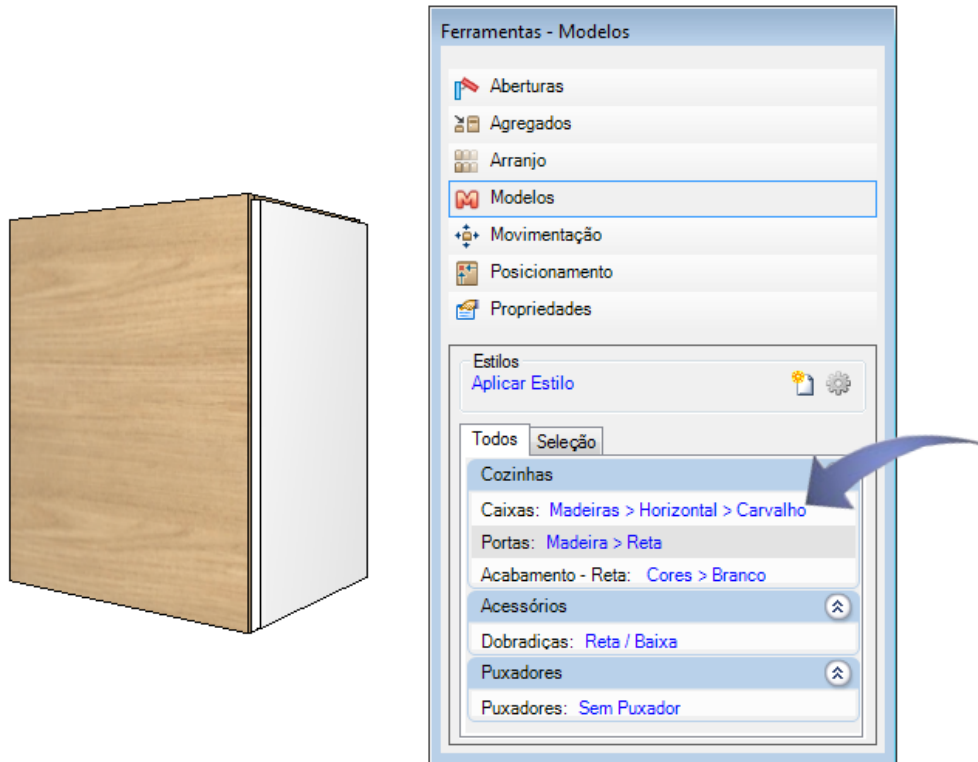 Ferramentas - Modelos
Aberturas
Agregados
Arranjo
Modelos
Movimentação
Posicionamento
Propriedades
Estilos
Aplicar Estilo
Todos Seleção
Cozinhas
Caixas: Madeiras > Horizontal > Carvalho
Portas: Madeira > Reta
Acabamento - Reta: Cores > Branco
Acessórios
Dobradiças: Reta / Baixa
Puxadores
Puxadores: Sem Puxador